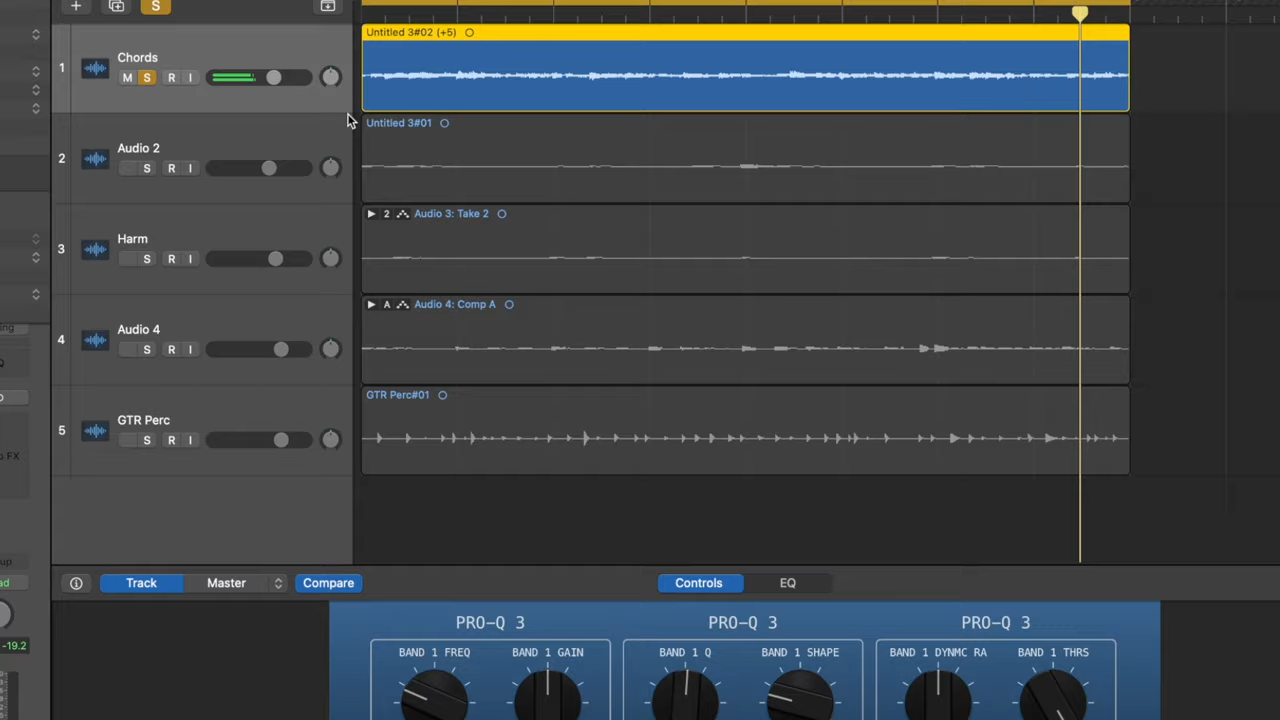 S
Untitled 3#02 (+5)
1
Chords
M S R I
Untitled 3#01
2
Audio 2
S R I
2 Audio 3: Take 2
3
Harm
S R I
A Audio 4: Comp A
4
Audio 4
S R I
GTR Perc#01
5
GTR Perc
S R I
Track Master Compare Controls EQ
-19.2
PRO-Q 3 PRO-Q 3 PRO-Q 3
BAND 1 FREQ BAND 1 GAIN BAND 1 Q BAND 1 SHAPE BAND 1 DYNMC RA BAND 1 THRS